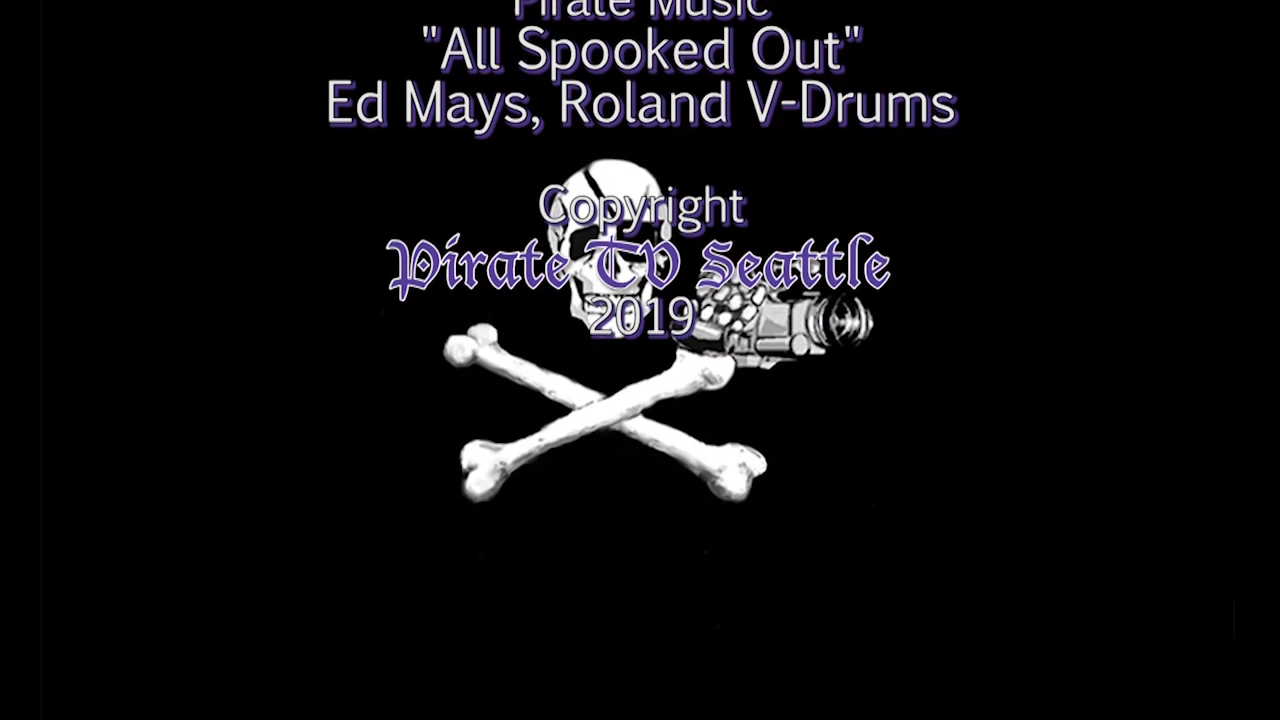 Pirate Music
"All Spooked Out"
Ed Mays, Roland V-Drums
Copyright
Pirate TV Seattle
2019